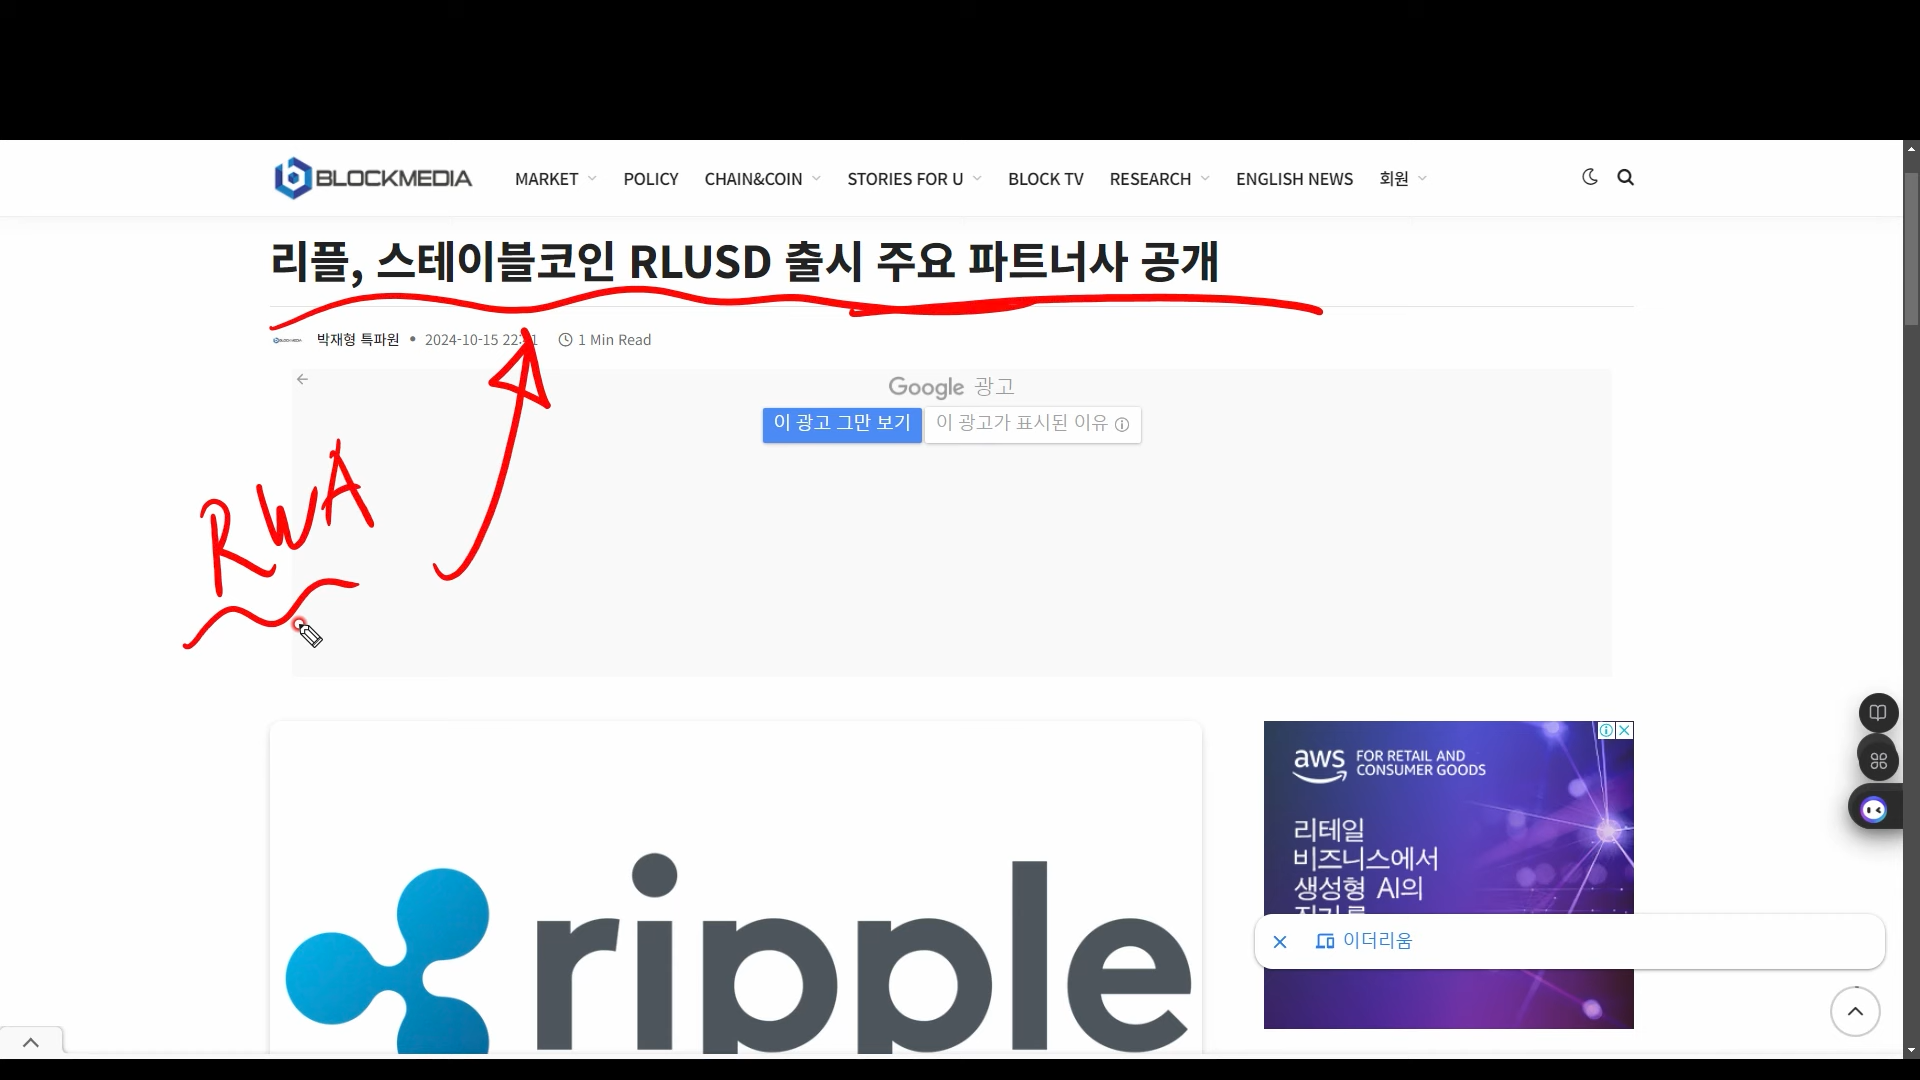 BLOCKMEDIA MARKET POLICY CHAIN&COIN STORIES FOR U BLOCK TV RESEARCH ENGLISH NEWS 회원
리플, 스테이블코인 RLUSD 출시 주요 파트너사 공개
박재형 특파원 • 2024-10-15 1 Min Read
Google 광고
이 광고 그만 보기 이 광고가 표시된 이유
RWA
aws FOR RETAIL AND
CONSUMER GOODS
리테일
비즈니스에서
생성형 AI의
이더리움
ripple